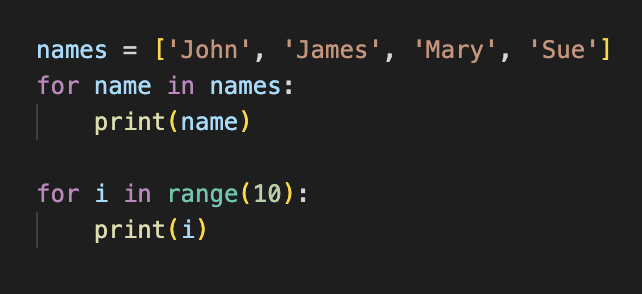 names = ['John', 'James', 'Mary', 'Sue']
for name in names:
    print(name)

for i in range(10):
    print(i)